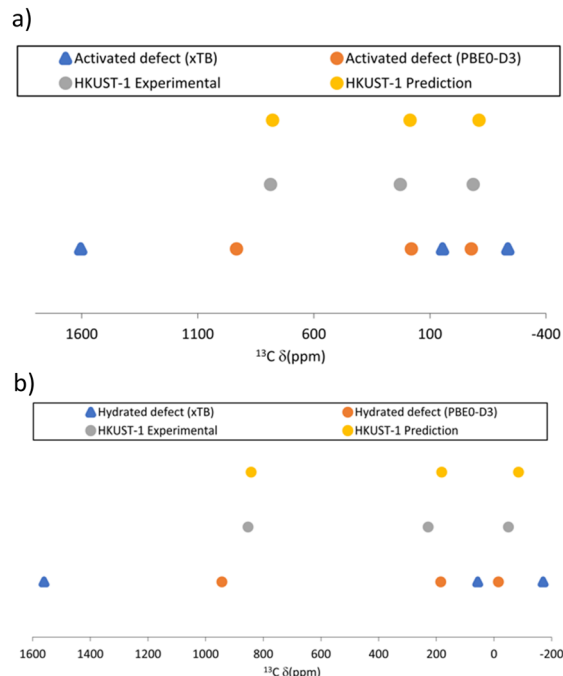 a)
Activated defect (xTB) Activated defect (PBE0-D3)
HKUST-1 Experimental HKUST-1 Prediction
1600 1100 600 100 -400
¹³C δ(ppm)
b)
Hydrated defect (xTB) Hydrated defect (PBE0-D3)
HKUST-1 Experimental HKUST-1 Prediction
1600 1400 1200 1000 800 600 400 200 0 -200
¹³C δ(ppm)